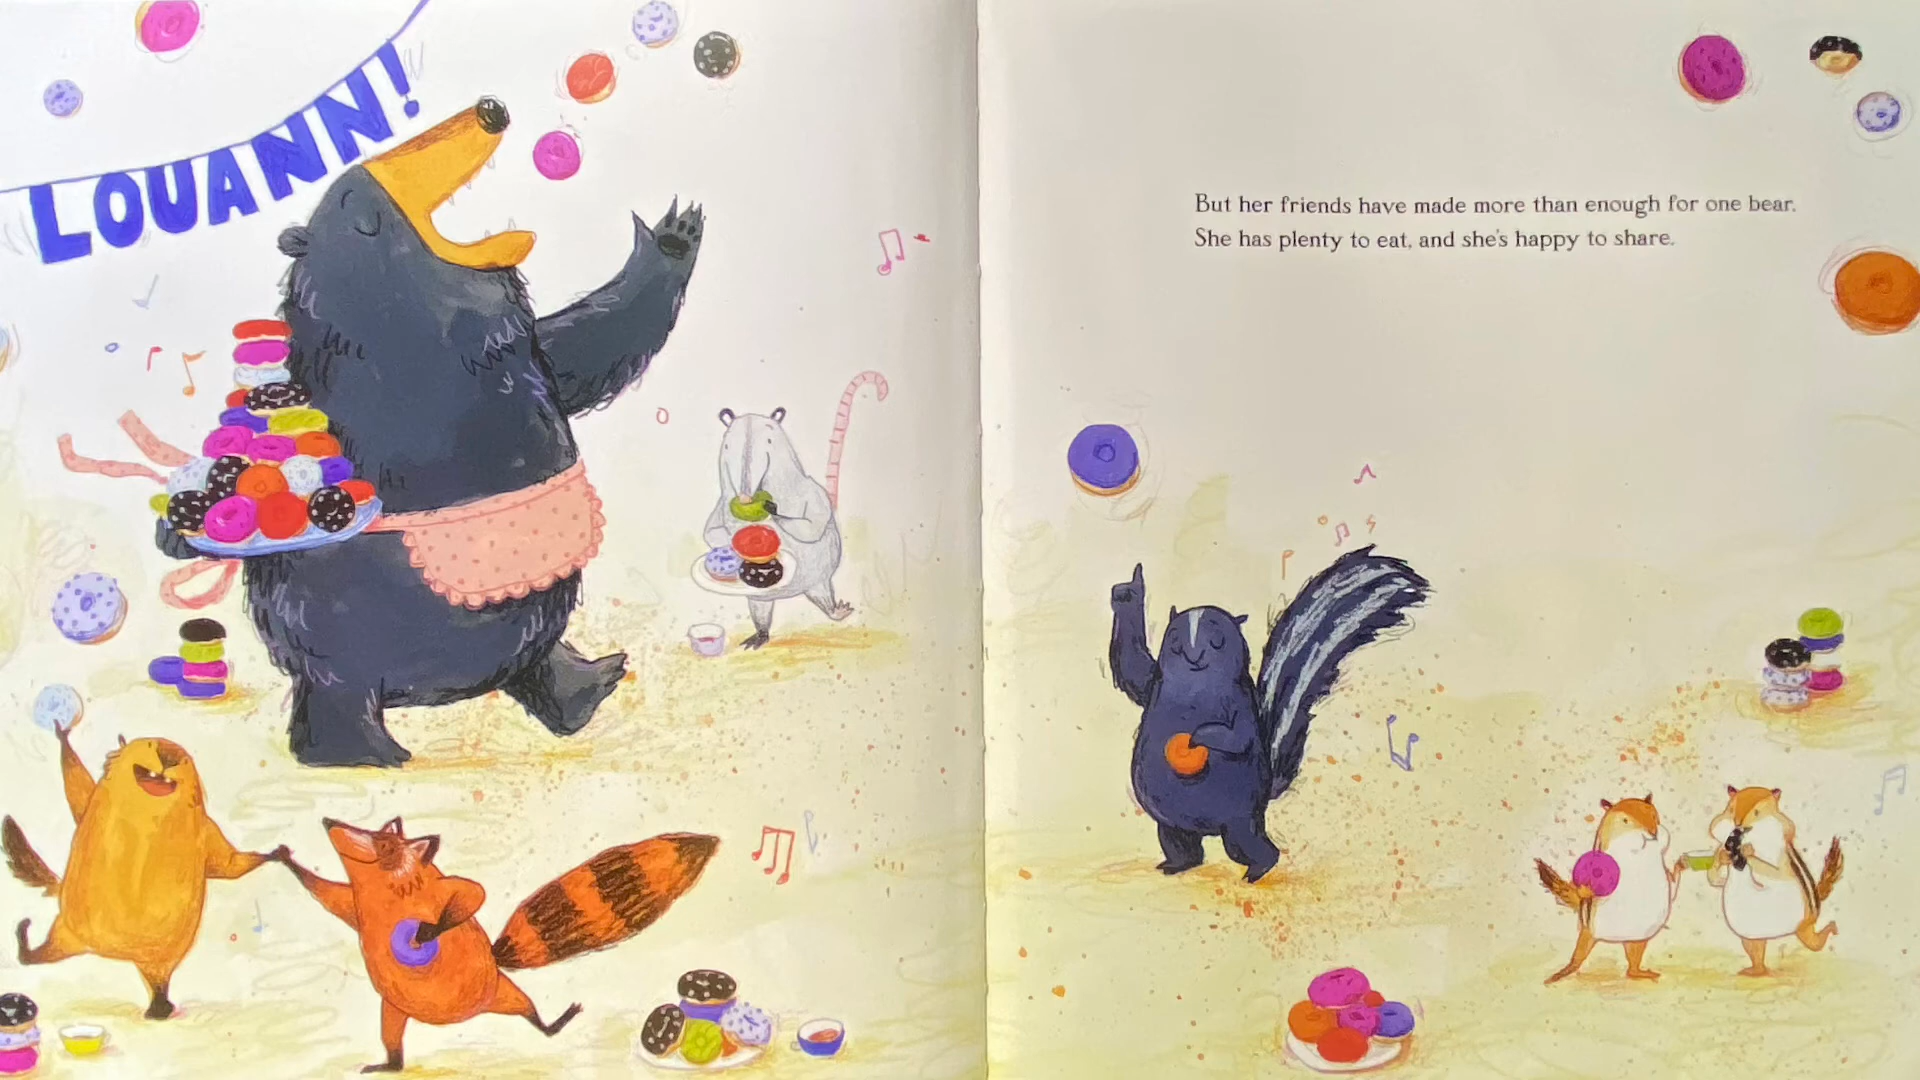 LOUANN!
But her friends have made more than enough for one bear.
She has plenty to eat, and she's happy to share.